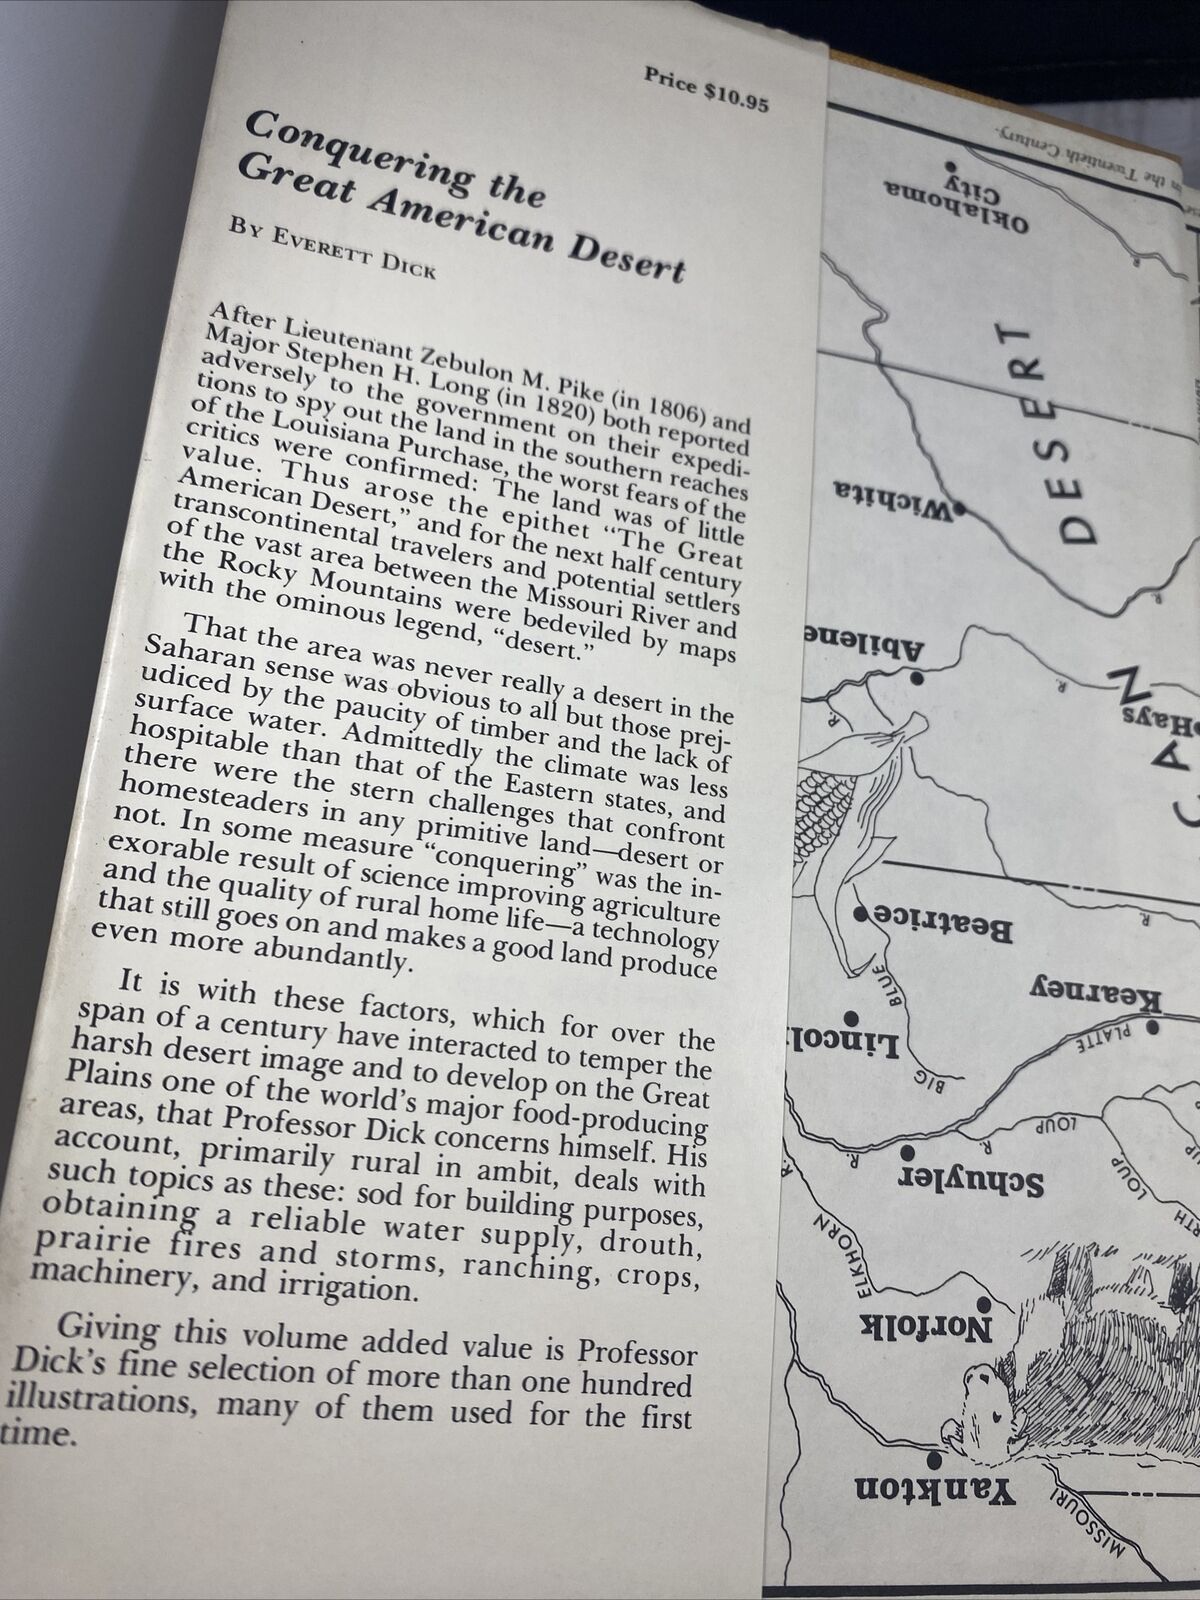 Price $10.95
Conquering the
Great American Desert
BY EVERETT DICK
After Lieutenant Zebulon M. Pike (in 1806) and
Major Stephen H. Long (in 1820) both reported
adversely to the government on their expedi-
tions to spy out the land in the southern reaches
of the Louisiana Purchase, the worst fears of the
critics were confirmed: The land was of little
value. Thus arose the epithet “The Great
American Desert,” and for the next half century
transcontinental travelers and potential settlers
of the vast area between the Missouri River and
the Rocky Mountains were bedeviled by maps
with the ominous legend, “desert.”
That the area was never really a desert in the
Saharan sense was obvious to all but those prej-
udiced by the paucity of timber and the lack of
surface water. Admittedly the climate was less
hospitable than that of the Eastern states, and
there were the stern challenges that confront
homesteaders in any primitive land—desert or
not. In some measure “conquering” was the in-
exorable result of science improving agriculture
and the quality of rural home life—a technology
that still goes on and makes a good land produce
even more abundantly.
It is with these factors, which for over the
span of a century have interacted to temper the
harsh desert image and to develop on the Great
Plains one of the world’s major food-producing
areas, that Professor Dick concerns himself. His
account, primarily rural in ambit, deals with
such topics as these: sod for building purposes,
obtaining a reliable water supply, drouth,
prairie fires and storms, ranching, crops,
machinery, and irrigation.
Giving this volume added value is Professor
Dick’s fine selection of more than one hundred
illustrations, many of them used for the first
time.
in the Twentieth Century.
Oklahoma
City
R.
DESERT
Wichita
R.
Abilene
R.
R.
Hays
CAN
Beatrice
R.
BIG BLUE
Kearney
Lincol
PLATTE
R.
LOUP
R.
LOUP
Schuyler
ELKHORN
R.
Norfolk
Yankton
MISSOURI